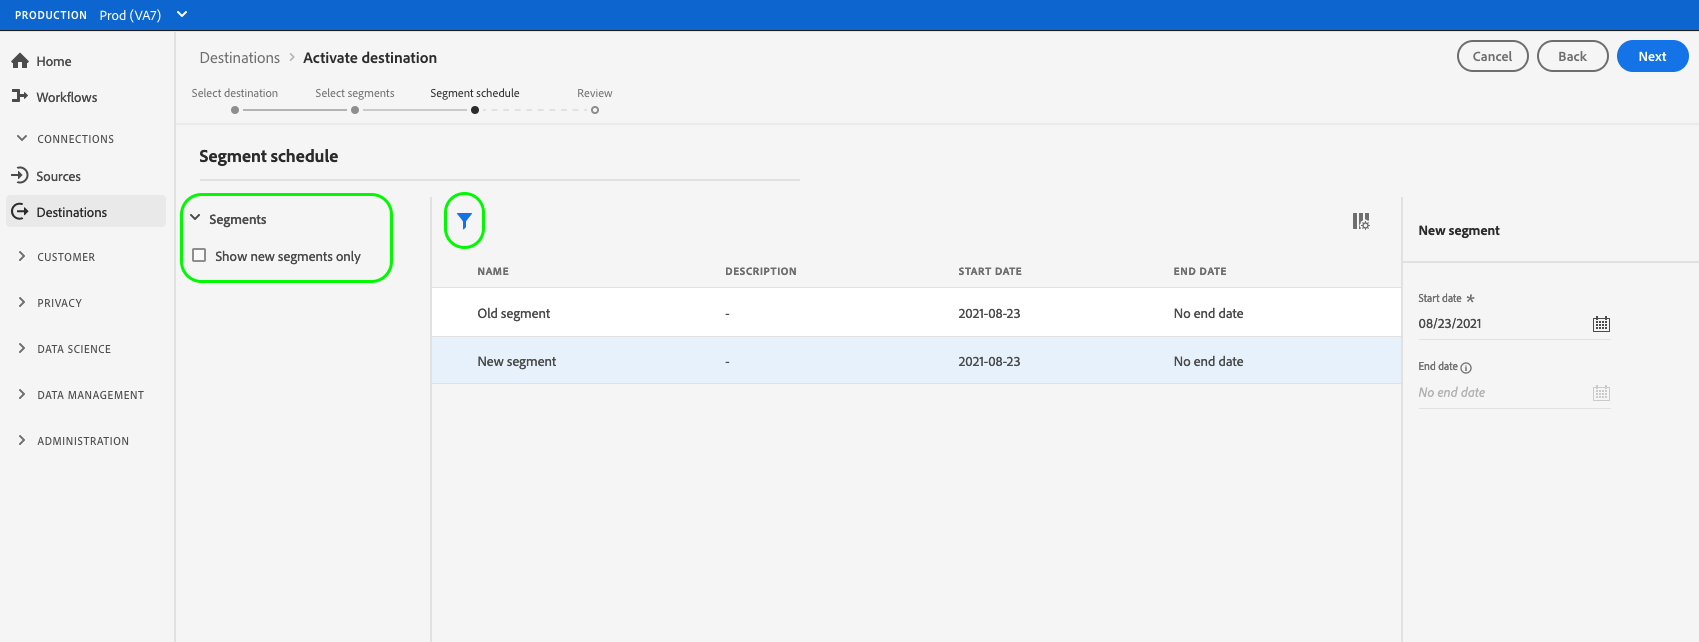 PRODUCTION Prod (VA7)
Home
Workflows
CONNECTIONS
Sources
Destinations
CUSTOMER
PRIVACY
DATA SCIENCE
DATA MANAGEMENT
ADMINISTRATION
Destinations > Activate destination
Cancel Back Next
Select destination Select segments Segment schedule Review
Segment schedule
Segments
Show new segments only
NAME DESCRIPTION START DATE END DATE
Old segment - 2021-08-23 No end date
New segment - 2021-08-23 No end date
New segment
Start date *
08/23/2021
End date
No end date